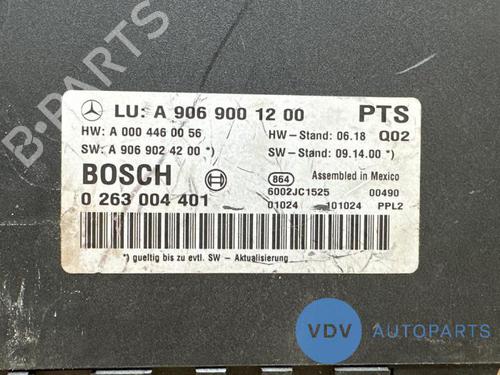 LU: A 906 900 12 00 PTS
HW: A 000 446 00 56 HW-Stand: 06.18 Q02
SW: A 906 902 42 00 *) SW-Stand: 09.14.00 *)
BOSCH 864 Assembled in Mexico
6002JC1525 00490
0 263 004 401 01024 101024 PPL2
*) gueltig bis zu evtl. SW - Aktualisierung
B-PARTS
VDV AUTOPARTS